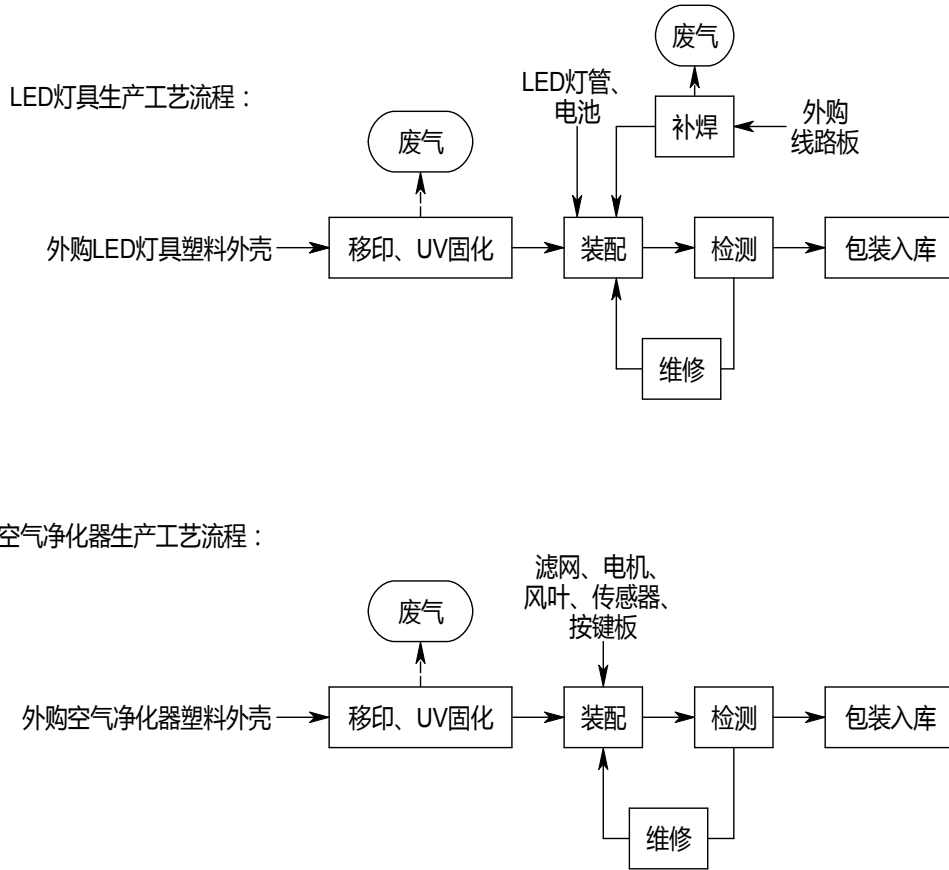 LED灯具生产工艺流程：
废气
LED灯管、
电池
补焊
外购
线路板
废气
外购LED灯具塑料外壳
移印、UV固化
装配
检测
包装入库
维修
空气净化器生产工艺流程：
滤网、电机、
风叶、传感器、
按键板
废气
外购空气净化器塑料外壳
移印、UV固化
装配
检测
包装入库
维修